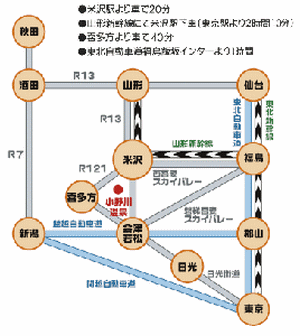 ●米沢駅より車で20分
●山形新幹線にて米沢駅下車(東京駅より2時間10分)
●喜多方より車で40分
●東北自動車道福島飯坂インターより1時間
秋田
酒田
R13
山形
仙台
R13
東北自動車道
東北新幹線
山形新幹線
R7
米沢
福島
R121
西吾妻
スカイバレー
喜多方
小野川
温泉
磐梯吾妻
スカイバレー
新潟
磐越自動車道
会津
若松
郡山
日光
日光街道
関越自動車道
東京